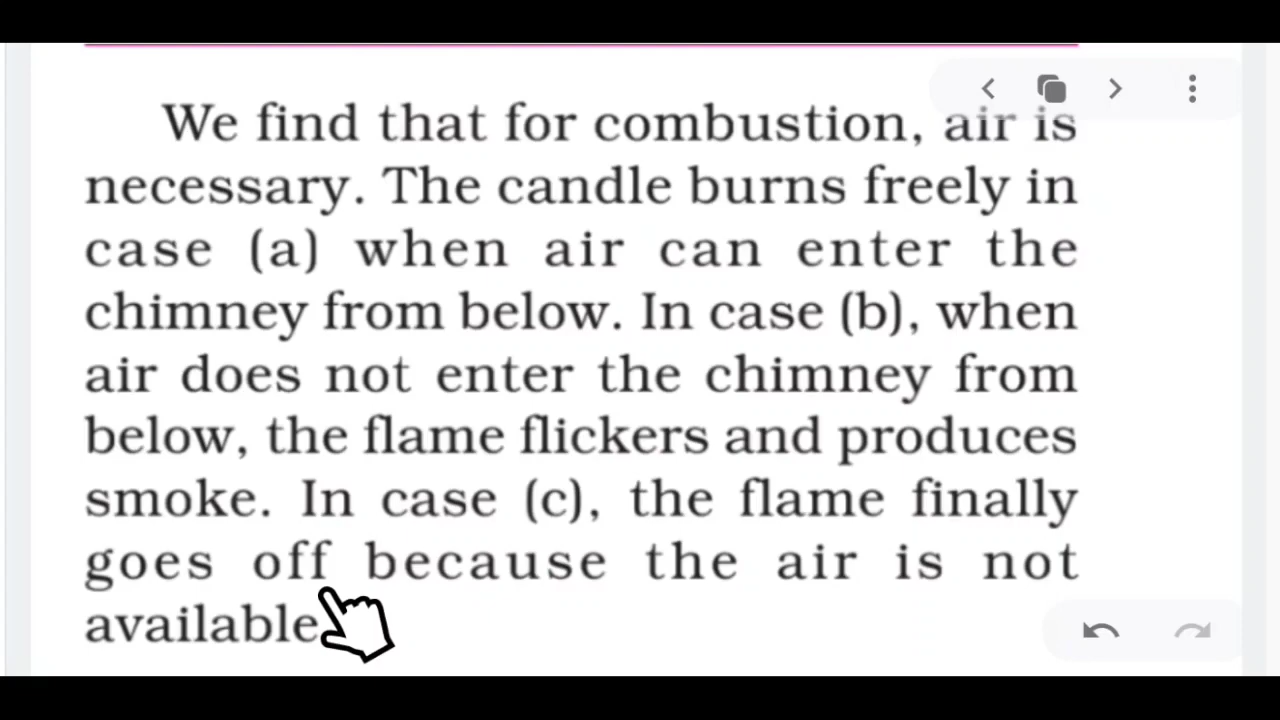 We find that for combustion, air is
necessary. The candle burns freely in
case (a) when air can enter the
chimney from below. In case (b), when
air does not enter the chimney from
below, the flame flickers and produces
smoke. In case (c), the flame finally
goes off because the air is not
available